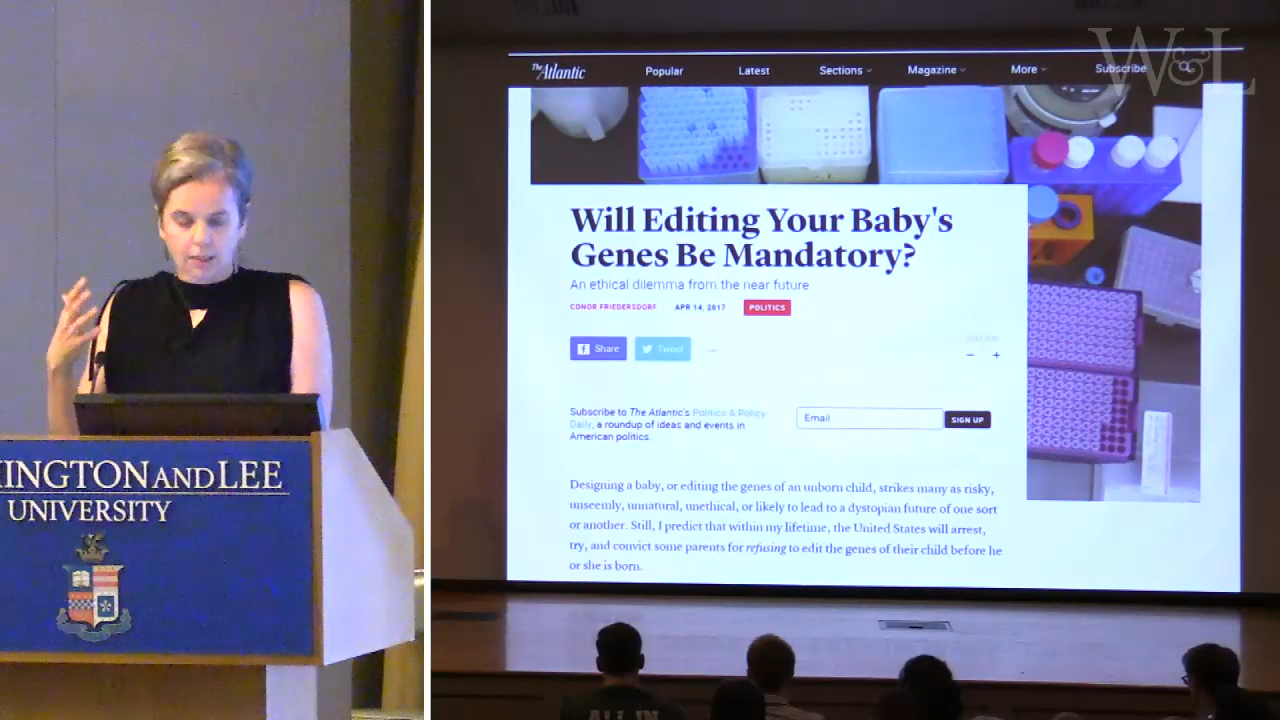 W&L
The Atlantic
Popular
Latest
Sections
Magazine
More
Subscribe
Will Editing Your Baby's
Genes Be Mandatory?
An ethical dilemma from the near future
CONOR FRIEDERSDORF APR 14, 2017 POLITICS
Share Tweet
Subscribe to The Atlantic's Politics & Policy
Daily, a roundup of ideas and events in
American politics.
Email
SIGN UP
Designing a baby, or editing the genes of an unborn child, strikes many as risky,
unseemly, unnatural, unethical, or likely to lead to a dystopian future of one sort
or another. Still, I predict that within my lifetime, the United States will arrest,
try, and convict some parents for refusing to edit the genes of their child before he
or she is born.
INGTON AND LEE
UNIVERSITY
ALL IN